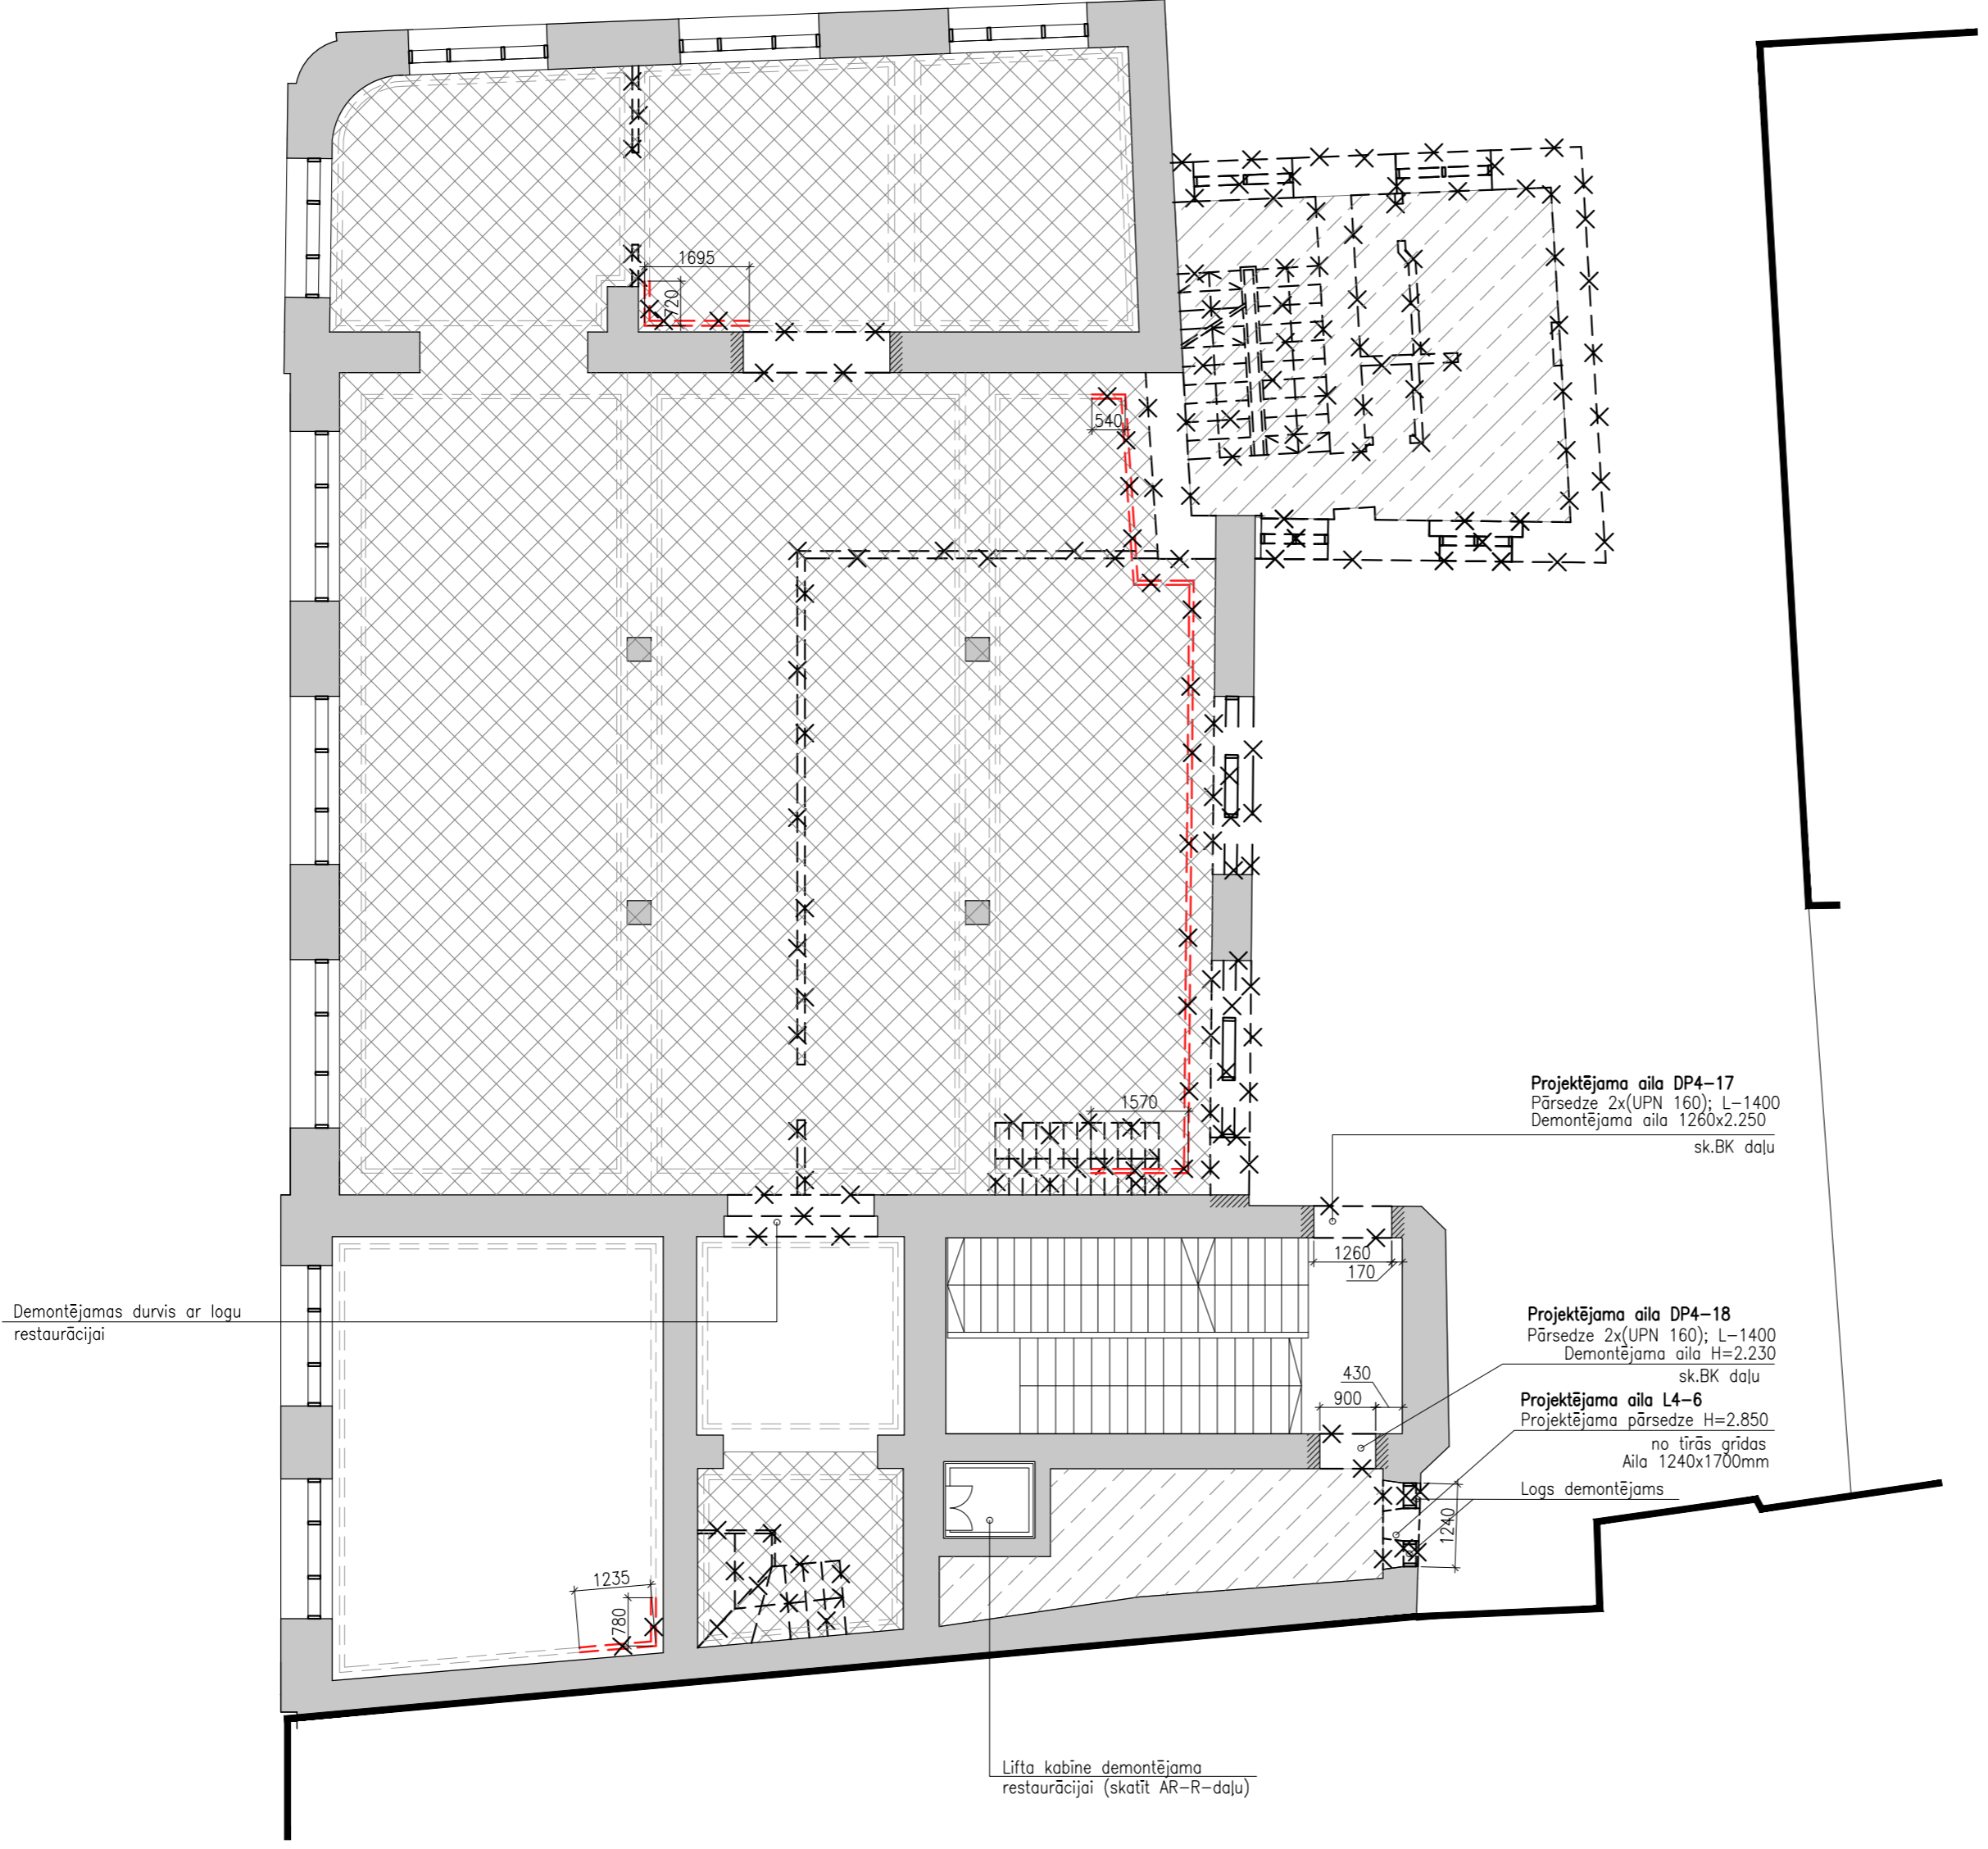 1695
720
540
1570
Projektējama aila DP4-17
Pārsedze 2x(UPN 160); L-1400
Demontējama aila 1260x2.250
sk.BK daļu
1260
170
Demontējamas durvis ar logu
restaurācijai
Projektējama aila DP4-18
Pārsedze 2x(UPN 160); L-1400
Demontējama aila H=2.230
sk.BK daļu
430
900
Projektējama aila L4-6
Projektējama pārsedze H=2.850
no tīrās grīdas
Aila 1240x1700mm
Logs demontējams
1240
1235
780
Lifta kabīne demontējama
restaurācijai (skatīt AR-R-daļu)